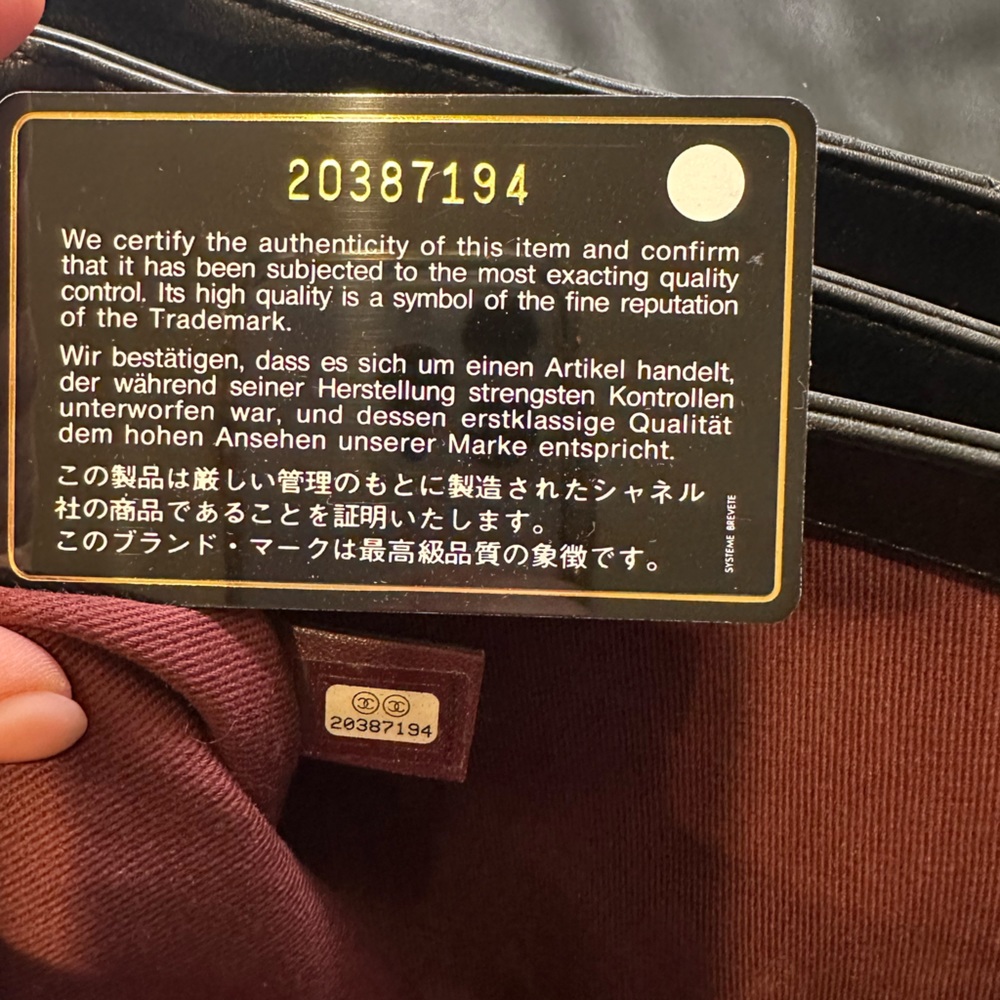 20387194
We certify the authenticity of this item and confirm
that it has been subjected to the most exacting quality
control. Its high quality is a symbol of the fine reputation
of the Trademark.
Wir bestätigen, dass es sich um einen Artikel handelt,
der während seiner Herstellung strengsten Kontrollen
unterworfen war, und dessen erstklassige Qualität
dem hohen Ansehen unserer Marke entspricht.
この製品は厳しい管理のもとに製造されたシャネル
社の商品であることを証明いたします。
このブランド・マークは最高級品質の象徴です。
SYSTEME BREVETE
20387194